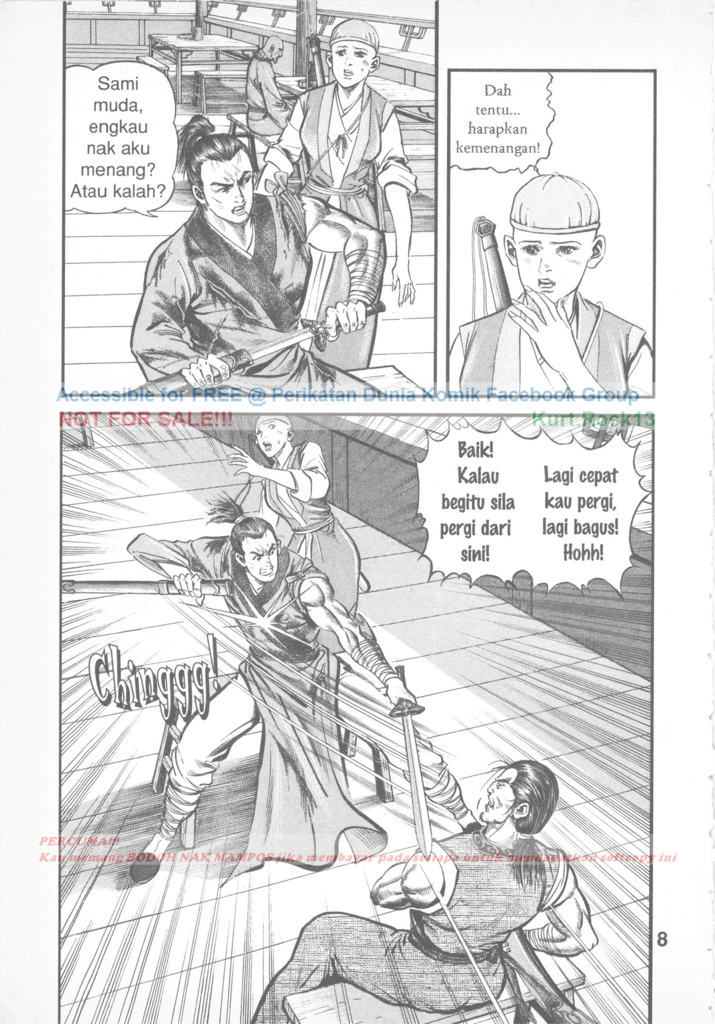 Sami
muda,
engkau
nak aku
menang?
Atau kalah?
Dah
tentu...
harapkan
kemenangan!
Accessible for FREE @ Perikatan Dunia Komik Facebook Group
NOT FOR SALE!!!
Kurt Rock13
Baik!
Kalau
begitu sila
pergi dari
sini!
Lagi cepat
kau pergi,
lagi bagus!
Hohh!
Chinggg!
PERCUMA!!!
Kau memang BODOH NAK MAMPOS jika membayar pada sesiapa untuk mendapatkan softcopy ini
8